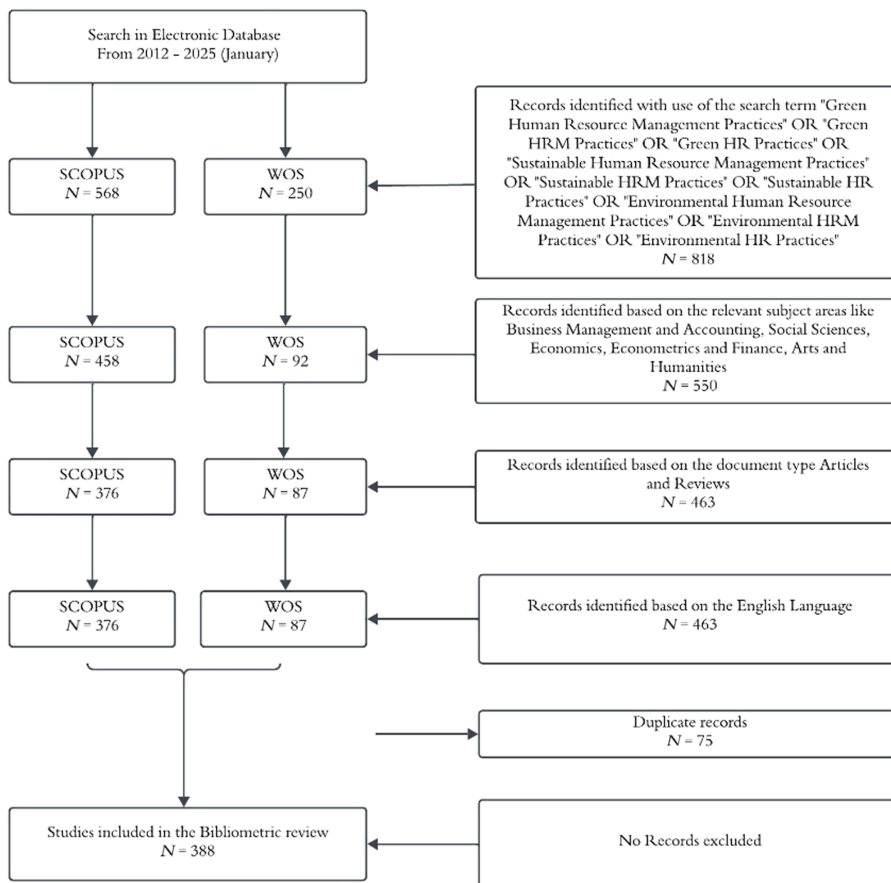 Search in Electronic Database
From 2012 – 2025 (January)
Records identified with use of the search term "Green
Human Resource Management Practices" OR "Green
HRM Practices" OR "Green HR Practices" OR
"Sustainable Human Resource Management Practices"
OR "Sustainable HRM Practices" OR "Sustainable HR
Practices" OR "Environmental Human Resource
Management Practices" OR "Environmental HRM
Practices" OR "Environmental HR Practices"
N = 818
SCOPUS
N = 568
WOS
N = 250
Records identified based on the relevant subject areas like
Business Management and Accounting, Social Sciences,
Economics, Econometrics and Finance, Arts and
Humanities
N = 550
SCOPUS
N = 458
WOS
N = 92
Records identified based on the document type Articles
and Reviews
N = 463
SCOPUS
N = 376
WOS
N = 87
Records identified based on the English Language
N = 463
SCOPUS
N = 376
WOS
N = 87
Duplicate records
N = 75
Studies included in the Bibliometric review
N = 388
No Records excluded